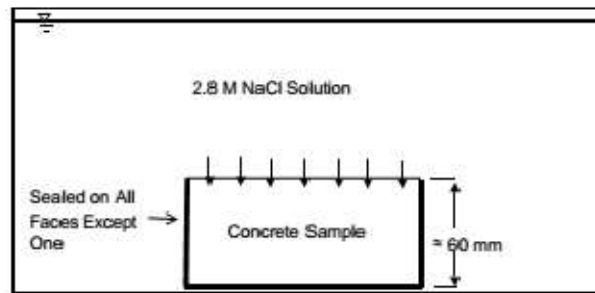 2.8 M NaCl Solution
Sealed on All
Faces Except
One
Concrete Sample
≈ 60 mm